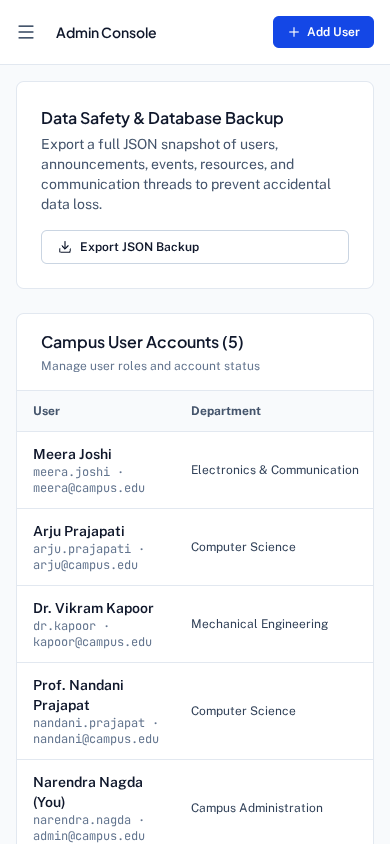 Admin Console
Add User
Data Safety & Database Backup
Export a full JSON snapshot of users,
announcements, events, resources, and
communication threads to prevent accidental
data loss.
Export JSON Backup
Campus User Accounts (5)
Manage user roles and account status
User Department
Meera Joshi
meera.joshi ·
meera@campus.edu
Electronics & Communication
Arju Prajapati
arju.prajapati ·
arju@campus.edu
Computer Science
Dr. Vikram Kapoor
dr.kapoor ·
kapoor@campus.edu
Mechanical Engineering
Prof. Nandani
Prajapat
nandani.prajapat ·
nandani@campus.edu
Computer Science
Narendra Nagda
(You)
narendra.nagda ·
admin@campus.edu
Campus Administration